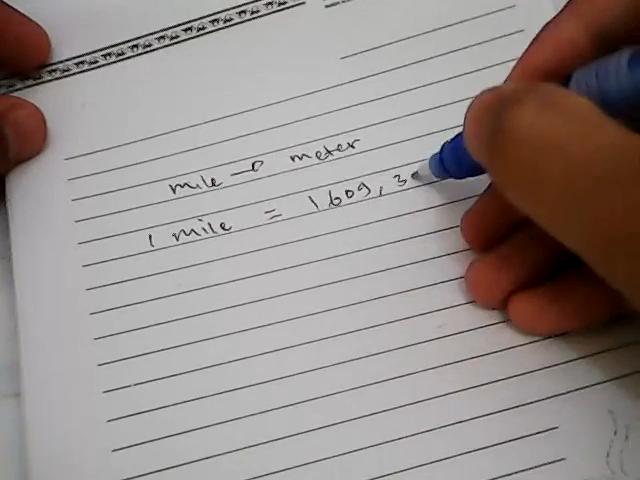 mile → meter
1 mile = 1609,3